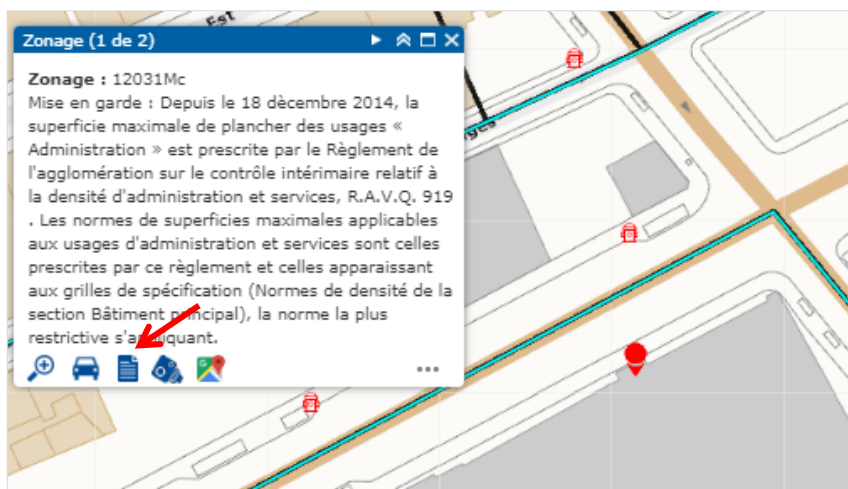 Est
Zonage (1 de 2)
Zonage : 12031Mc
Mise en garde : Depuis le 18 dècembre 2014, la
superficie maximale de plancher des usages «
Administration » est prescrite par le Règlement de
l'agglomération sur le contrôle intérimaire relatif à
la densité d'administration et services, R.A.V.Q. 919
. Les normes de superficies maximales applicables
aux usages d'administration et services sont celles
prescrites par ce règlement et celles apparaissant
aux grilles de spécification (Normes de densité de la
section Bâtiment principal), la norme la plus
restrictive s'appliquant.